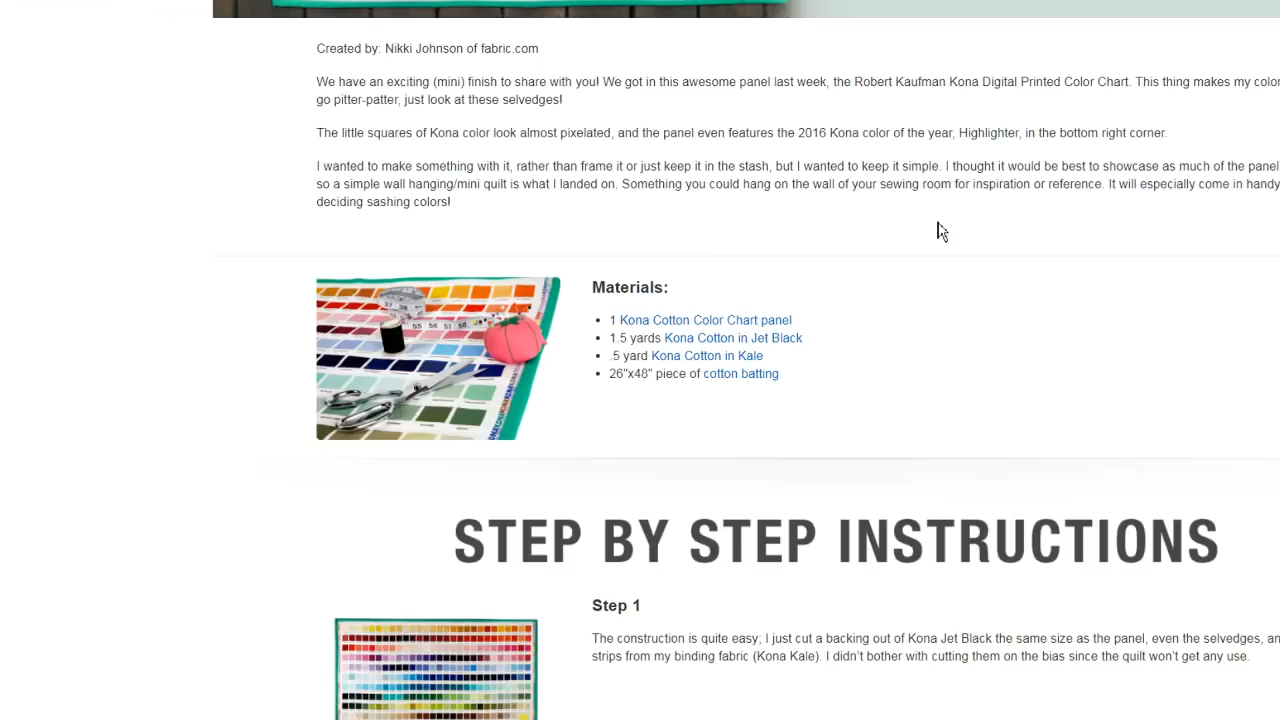 Created by: Nikki Johnson of fabric.com
We have an exciting (mini) finish to share with you! We got in this awesome panel last week, the Robert Kaufman Kona Digital Printed Color Chart. This thing makes my
go pitter-patter, just look at these selvedges!
The little squares of Kona color look almost pixelated, and the panel even features the 2016 Kona color of the year, Highlighter, in the bottom right corner.
I wanted to make something with it, rather than frame it or just keep it in the stash, but I wanted to keep it simple. I thought it would be best to showcase as much of the panel
so a simple wall hanging/mini quilt is what I landed on. Something you could hang on the wall of your sewing room for inspiration or reference. It will especially come in handy
deciding sashing colors!
Materials:
• 1 Kona Cotton Color Chart panel
• 1.5 yards Kona Cotton in Jet Black
• .5 yard Kona Cotton in Kale
• 26"x48" piece of cotton batting
STEP BY STEP INSTRUCTIONS
Step 1
The construction is quite easy; I just cut a backing out of Kona Jet Black the same size as the panel, even the selvedges,
strips from my binding fabric (Kona Kale). I didn't bother with cutting them on the bias since the quilt won't get any use.